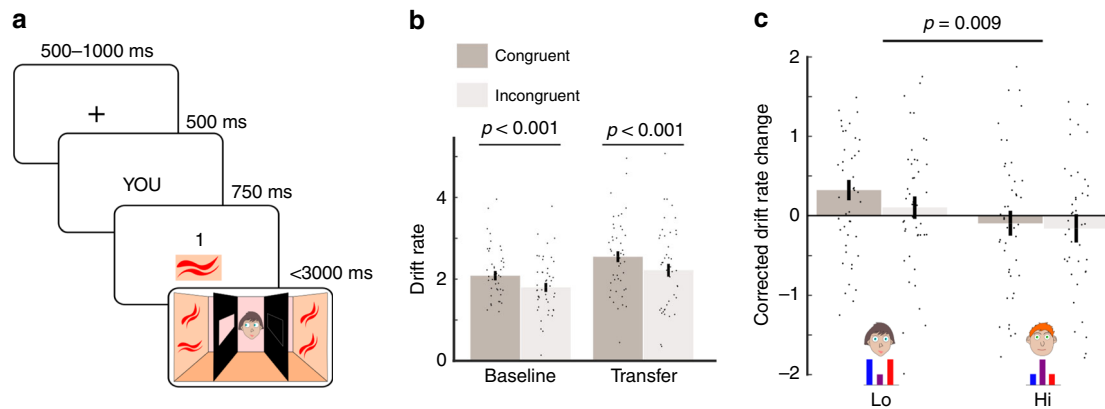 a
500–1000 ms
+
500 ms
YOU
750 ms
1
<3000 ms
b
Congruent
Incongruent
p < 0.001
p < 0.001
Drift rate
4
2
0
Baseline
Transfer
c
p = 0.009
Corrected drift rate change
2
1
0
−1
−2
Lo
Hi